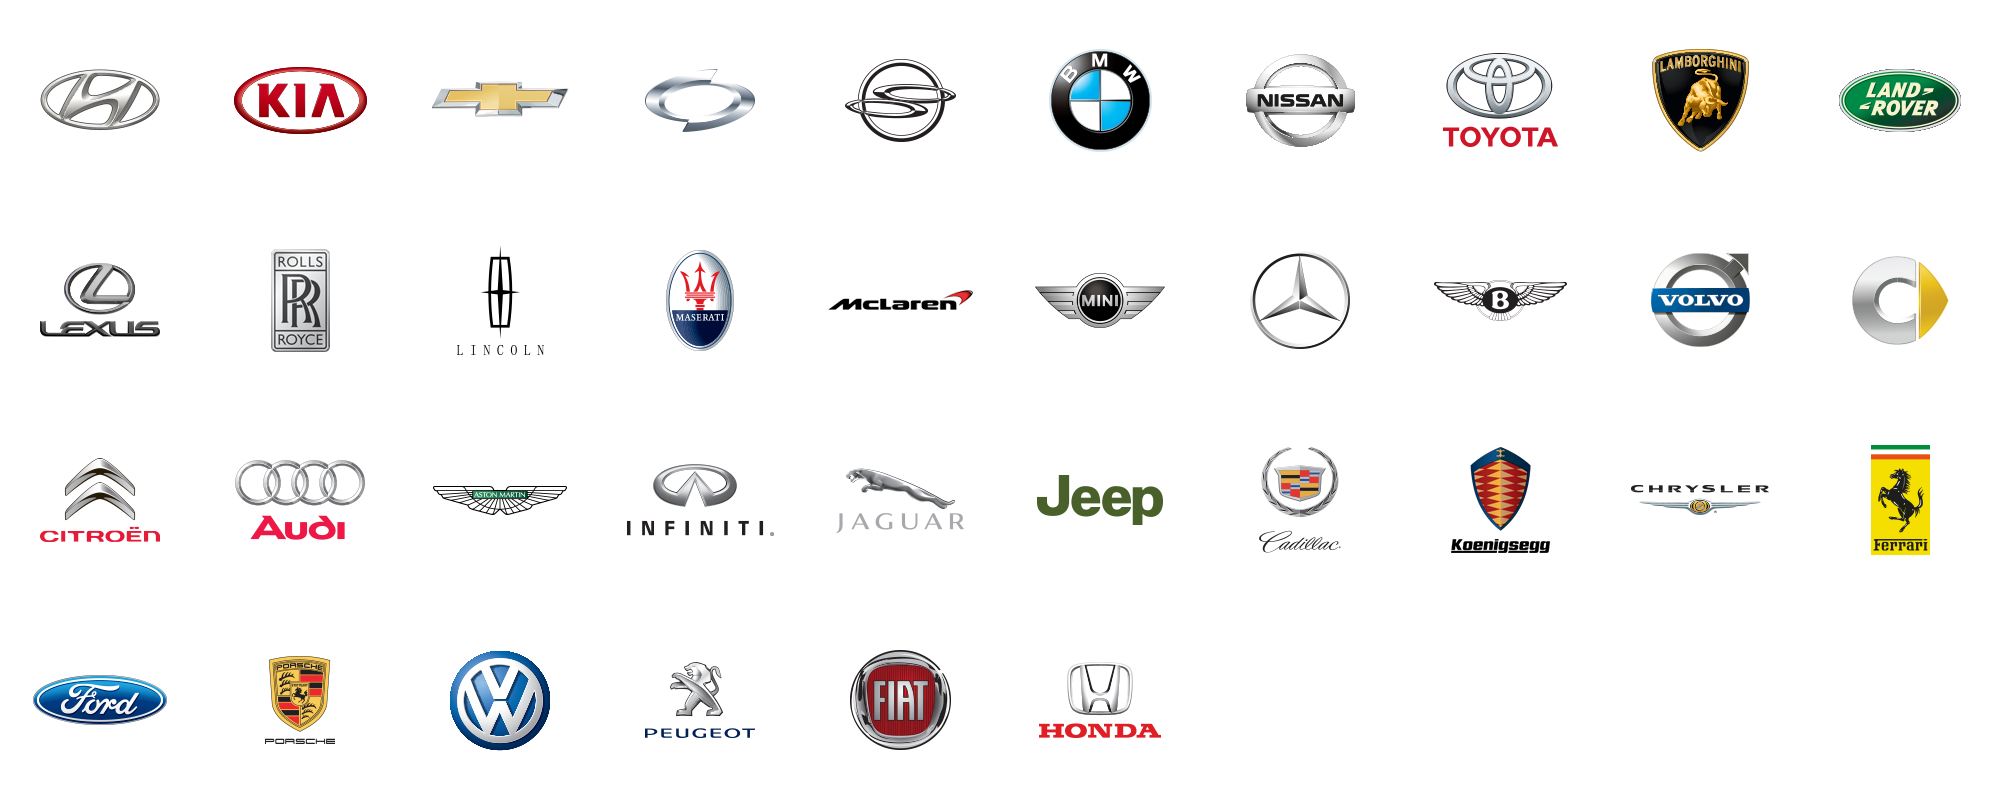 KIA
BMW
NISSAN
TOYOTA
LAMBORGHINI
LAND
ROVER
LEXUS
ROLLS
RR
ROYCE
LINCOLN
MASERATI
McLaren
MINI
B
VOLVO
CITROËN
Audi
ASTON MARTIN
INFINITI
JAGUAR
Jeep
Cadillac
Koenigsegg
CHRYSLER
Ferrari
Ford
PORSCHE
PORSCHE
VW
PEUGEOT
FIAT
HONDA